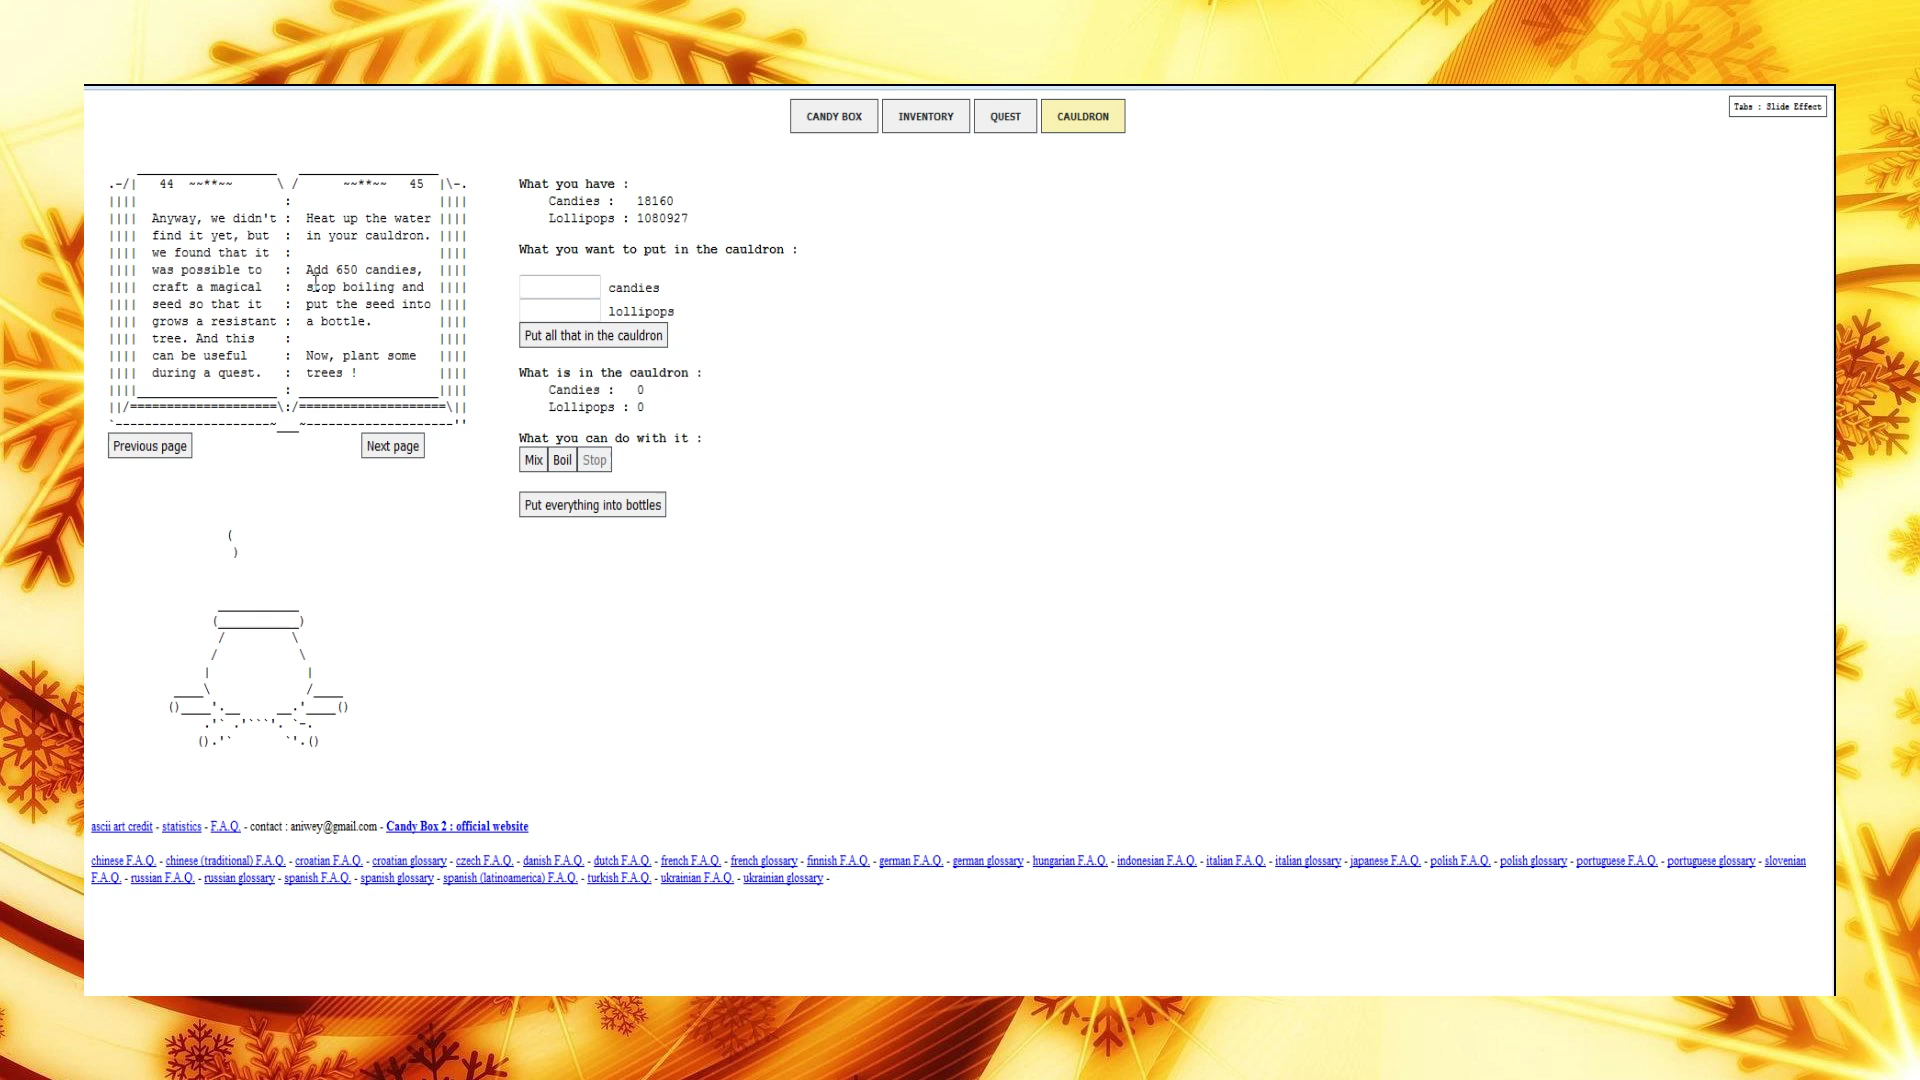 CANDY BOX INVENTORY QUEST CAULDRON
Tabs : Slide Effect
44 ~~**~~
Anyway, we didn't
find it yet, but
we found that it
was possible to
craft a magical
seed so that it
grows a resistant
tree. And this
can be useful
during a quest.
~~**~~ 45
Heat up the water
in your cauldron.
Add 650 candies,
stop boiling and
put the seed into
a bottle.
Now, plant some
trees !
Previous page Next page
What you have :
Candies : 18160
Lollipops : 1080927
What you want to put in the cauldron :
candies
lollipops
Put all that in the cauldron
What is in the cauldron :
Candies : 0
Lollipops : 0
What you can do with it :
Mix Boil Stop
Put everything into bottles
ascii art credit - statistics - F.A.Q. - contact : aniwey@gmail.com - Candy Box 2 : official website
chinese F.A.Q. - chinese (traditional) F.A.Q. - croatian F.A.Q. - croatian glossary - czech F.A.Q. - danish F.A.Q. - dutch F.A.Q. - french F.A.Q. - french glossary - finnish F.A.Q. - german F.A.Q. - german glossary - hungarian F.A.Q. - indonesian F.A.Q. - italian F.A.Q. - italian glossary - japanese F.A.Q. - polish F.A.Q. - polish glossary - portuguese F.A.Q. - portuguese glossary - slovenian
F.A.Q. - russian F.A.Q. - russian glossary - spanish F.A.Q. - spanish glossary - spanish (latinoamerica) F.A.Q. - turkish F.A.Q. - ukrainian F.A.Q. - ukrainian glossary -